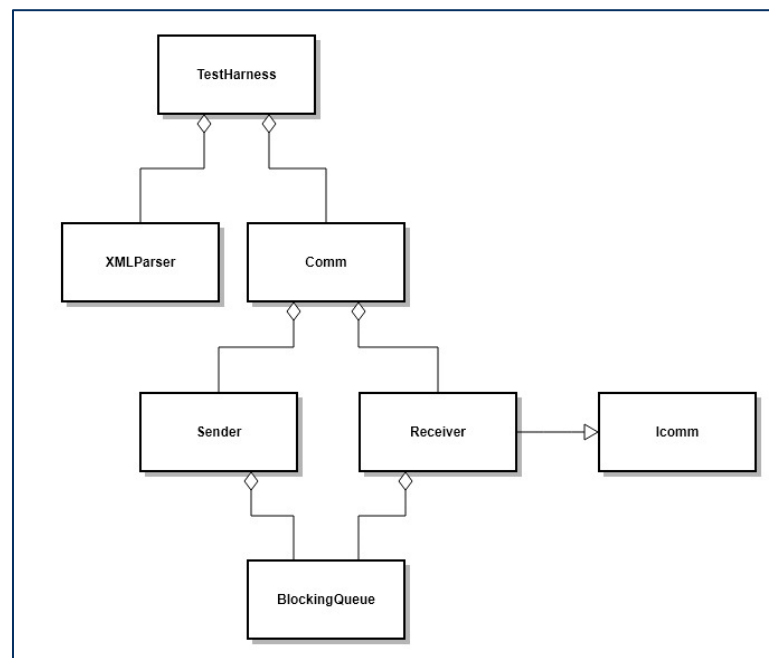 TestHarness
XMLParser
Comm
Sender
Receiver
Icomm
BlockingQueue